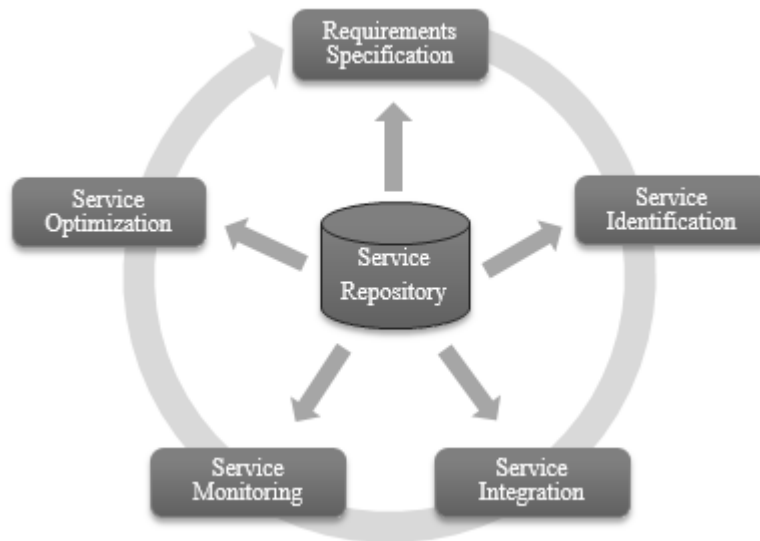 Requirements
Specification
Service
Optimization
Service
Identification
Service
Repository
Service
Monitoring
Service
Integration